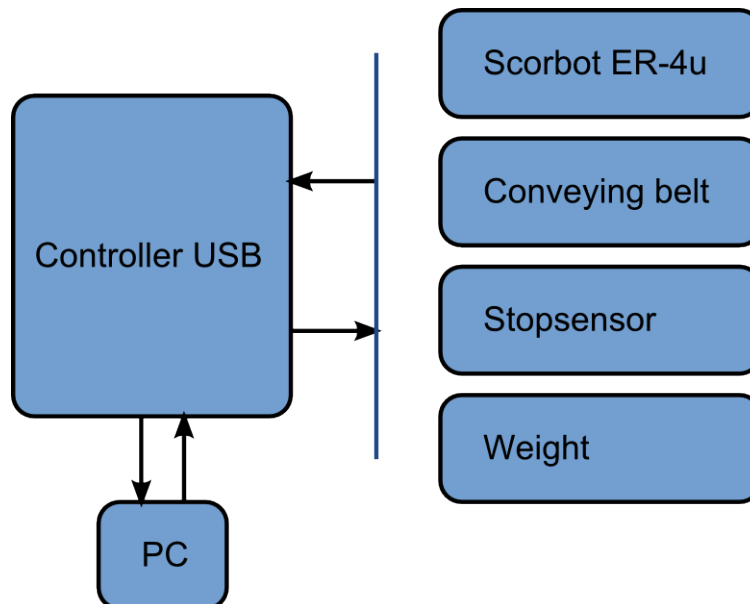 Scorbot ER-4u
Conveying belt
Controller USB
Stopsensor
Weight
PC